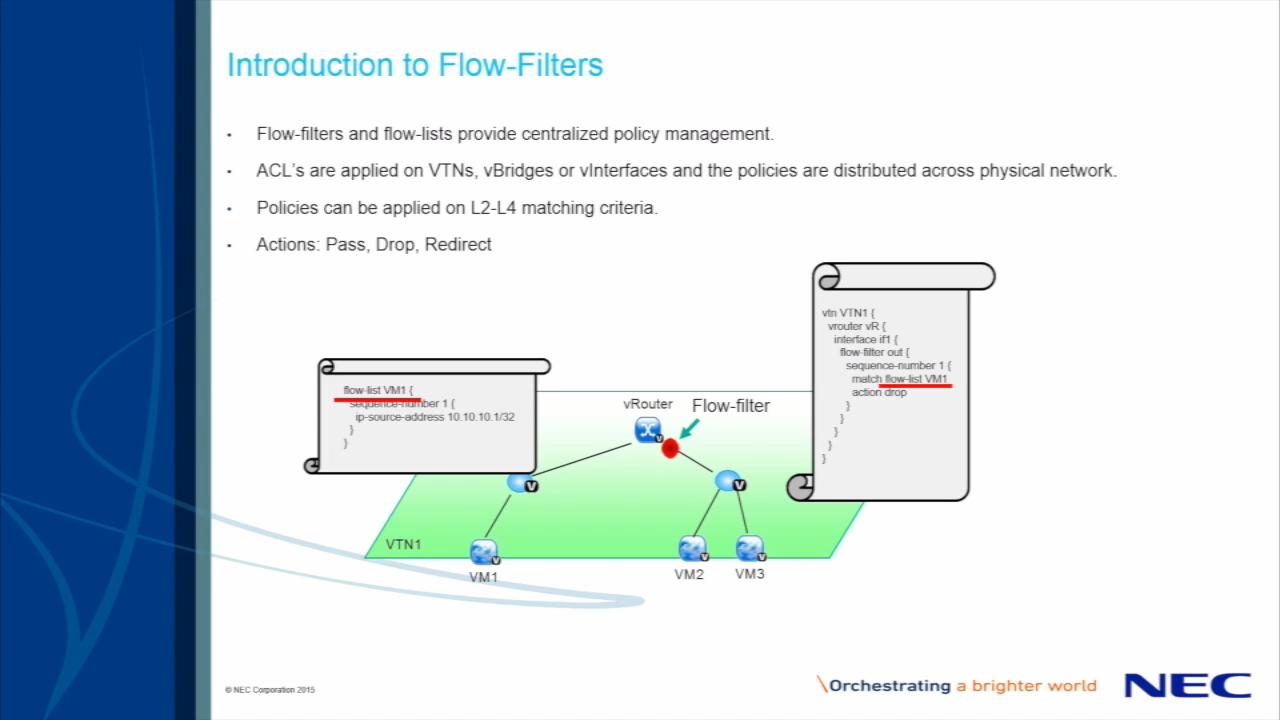 Introduction to Flow-Filters
• Flow-filters and flow-lists provide centralized policy management.
• ACL's are applied on VTNs, vBridges or vInterfaces and the policies are distributed across physical network.
• Policies can be applied on L2-L4 matching criteria.
• Actions: Pass, Drop, Redirect
flow-list VM1 {
sequence-number 1 {
ip-source-address 10.10.10.1/32
}
}
vRouter
Flow-filter
vtn VTN1 {
vrouter vR {
interface if1 {
flow-filter out {
sequence-number 1 {
match flow-list VM1
action drop
}
}
}
}
}
V
V
V
VTN1
V
V
V
VM1
VM2
VM3
© NEC Corporation 2015
\Orchestrating a brighter world
NEC